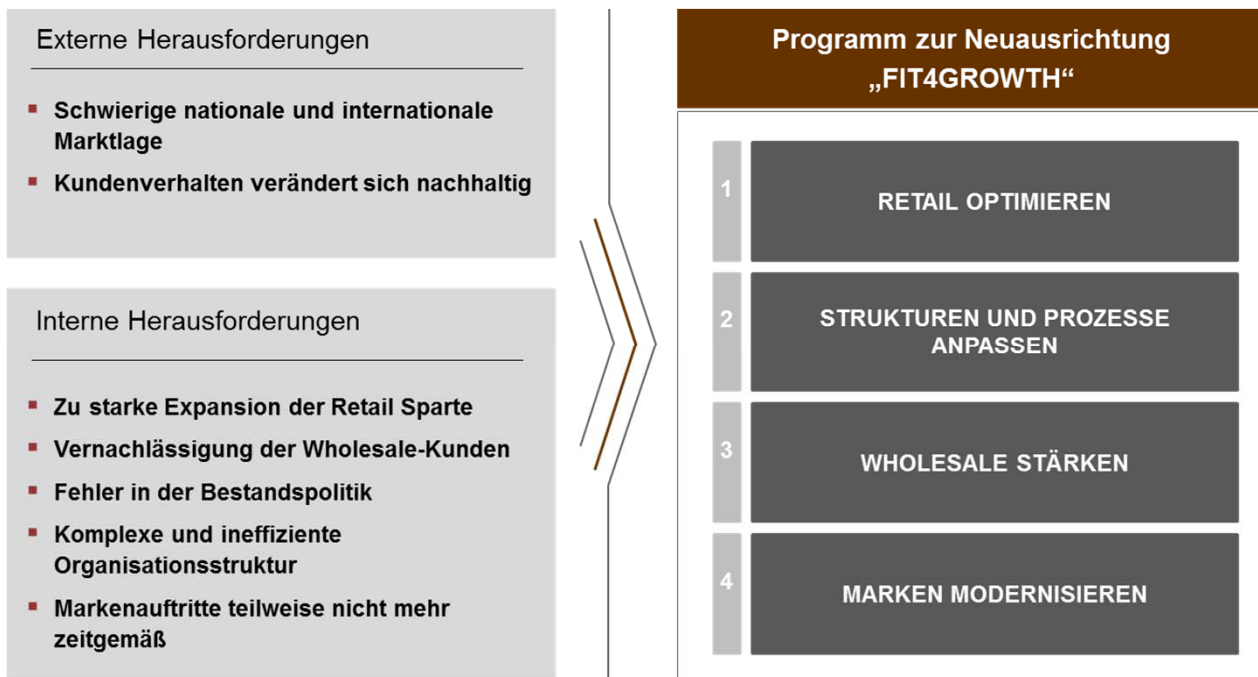 Externe Herausforderungen
Schwierige nationale und internationale
Marktlage
Kundenverhalten verändert sich nachhaltig
Interne Herausforderungen
Zu starke Expansion der Retail Sparte
Vernachlässigung der Wholesale-Kunden
Fehler in der Bestandspolitik
Komplexe und ineffiziente
Organisationsstruktur
Markenauftritte teilweise nicht mehr
zeitgemäß
Programm zur Neuausrichtung
„FIT4GROWTH“
1
RETAIL OPTIMIEREN
2
STRUKTUREN UND PROZESSE
ANPASSEN
3
WHOLESALE STÄRKEN
4
MARKEN MODERNISIEREN